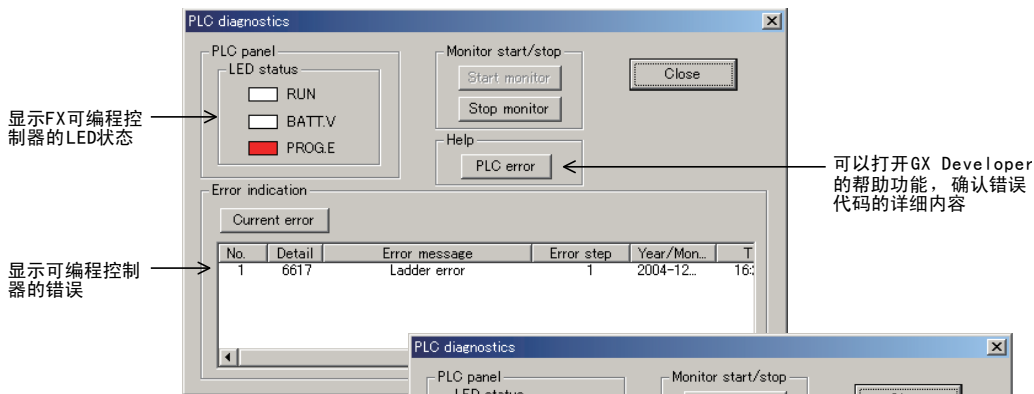 PLC diagnostics
PLC panel
LED status
RUN
BATT.V
PROG.E
Monitor start/stop
Start monitor
Stop monitor
Close
Help
PLC error
显示FX可编程控
制器的LED状态
可以打开GX Developer
的帮助功能，确认错误
代码的详细内容
Error indication
Current error
No. Detail Error message Error step Year/Mon... T
1 6617 Ladder error 1 2004-12...
显示可编程控制
器的错误
PLC diagnostics
PLC panel
Monitor start/stop
LED status